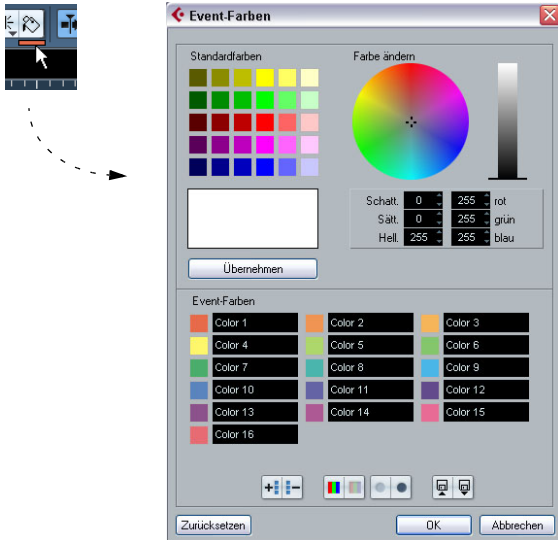 Event-Farben
Standardfarben
Farbe ändern
Schatt. 0 255 rot
Sätt. 0 255 grün
Hell. 255 255 blau
Übernehmen
Event-Farben
Color 1 Color 2 Color 3
Color 4 Color 5 Color 6
Color 7 Color 8 Color 9
Color 10 Color 11 Color 12
Color 13 Color 14 Color 15
Color 16
Zurücksetzen OK Abbrechen